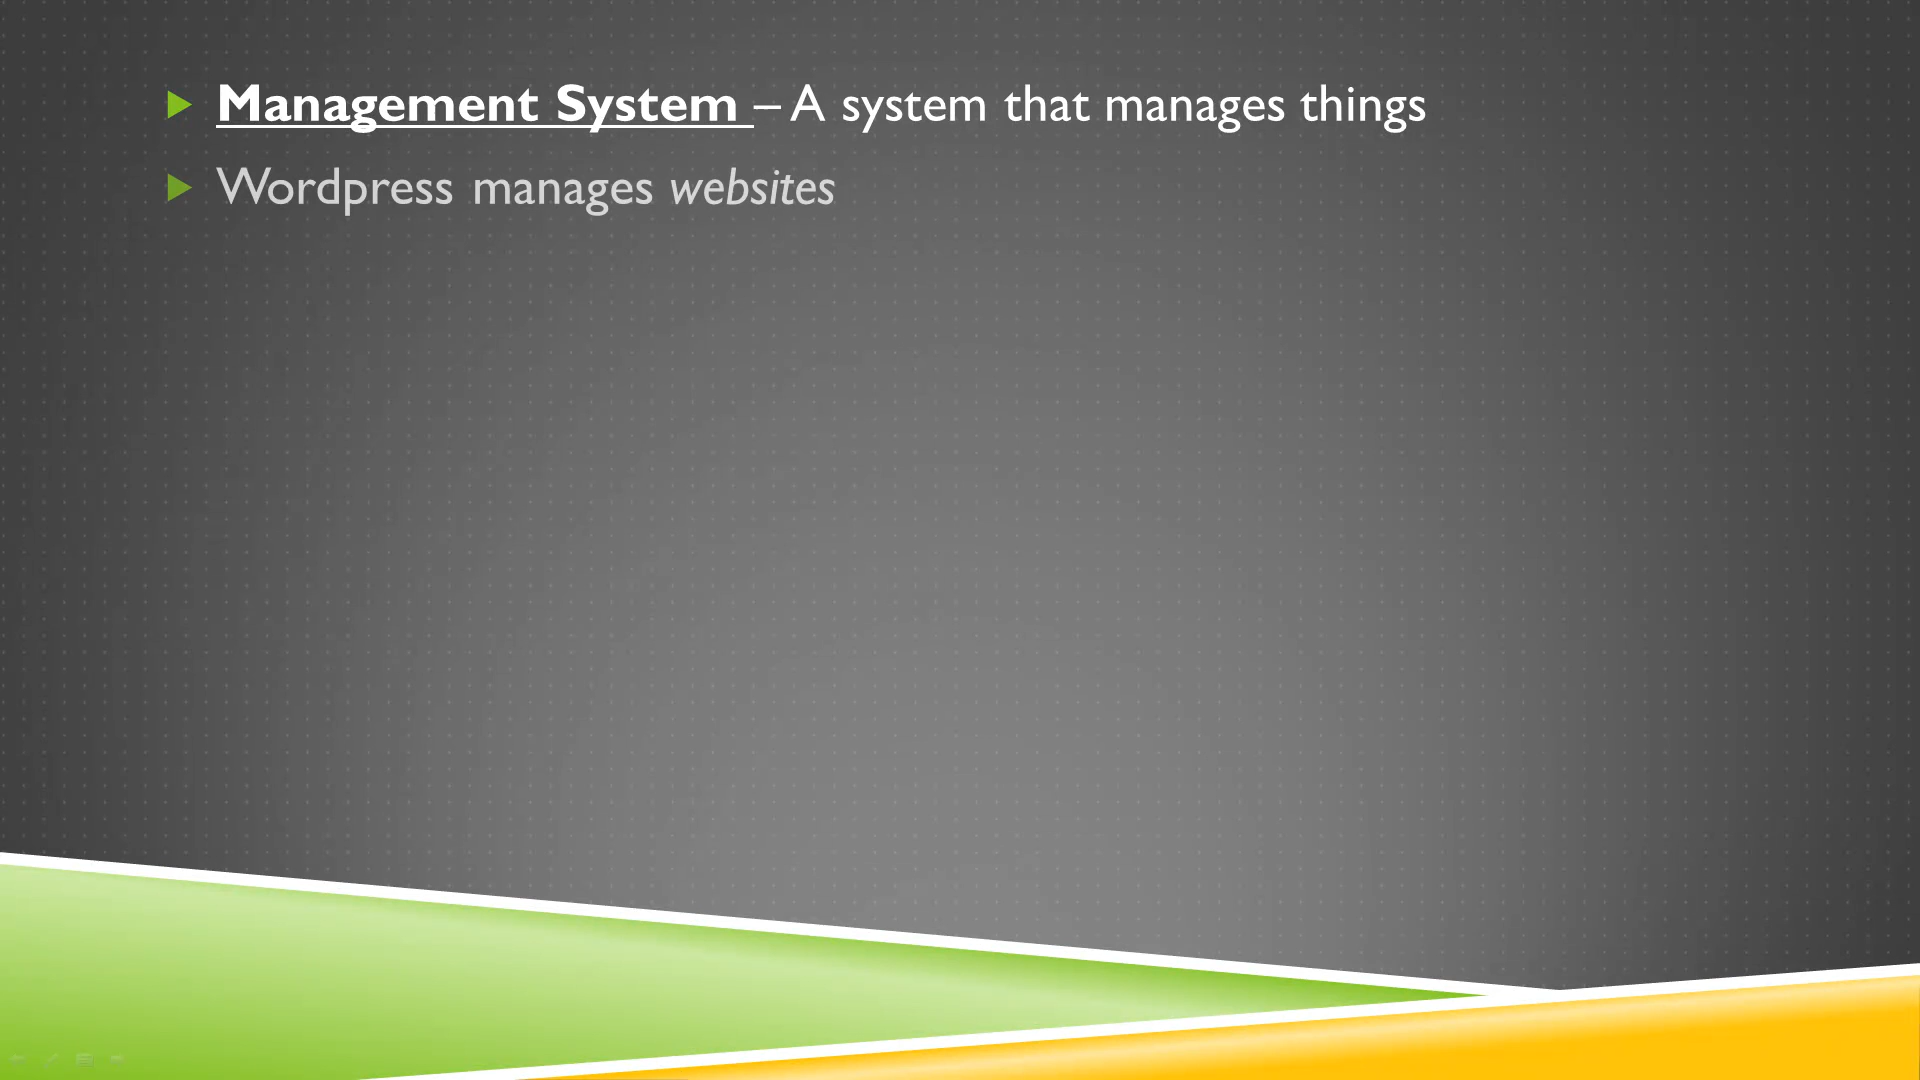 Management System – A system that manages things
Wordpress manages websites